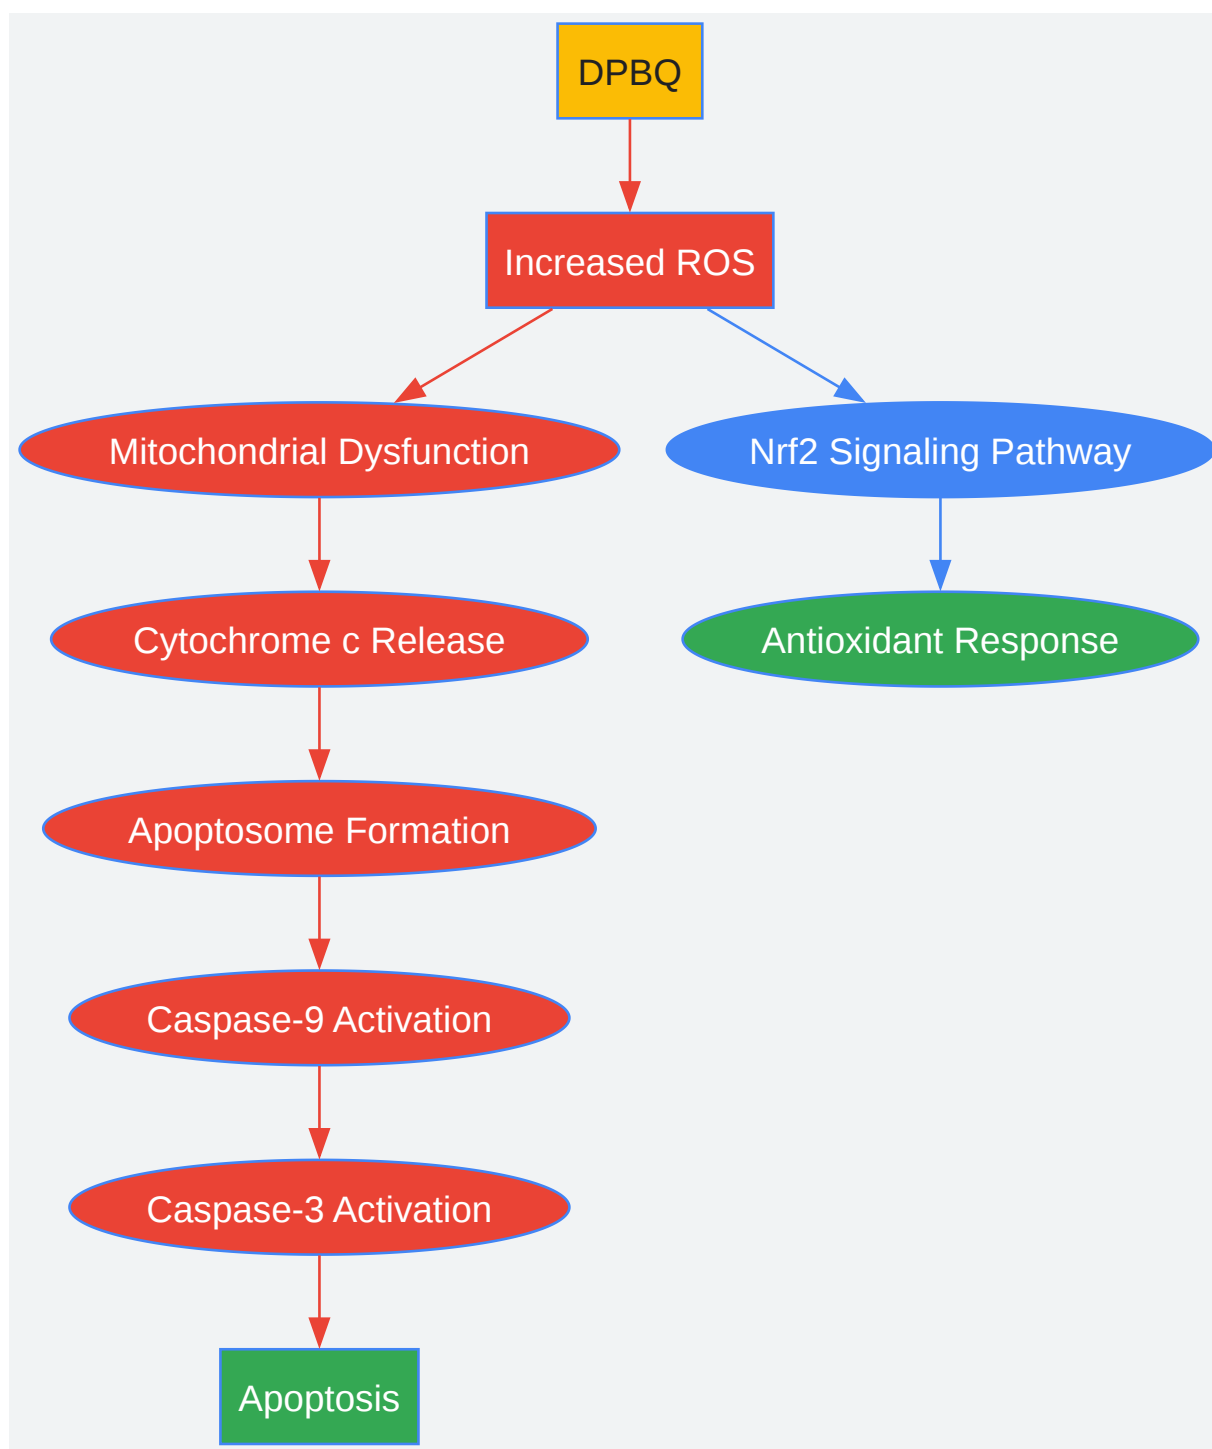 DPBQ
Increased ROS
Mitochondrial Dysfunction
Nrf2 Signaling Pathway
Cytochrome c Release
Antioxidant Response
Apoptosome Formation
Caspase-9 Activation
Caspase-3 Activation
Apoptosis